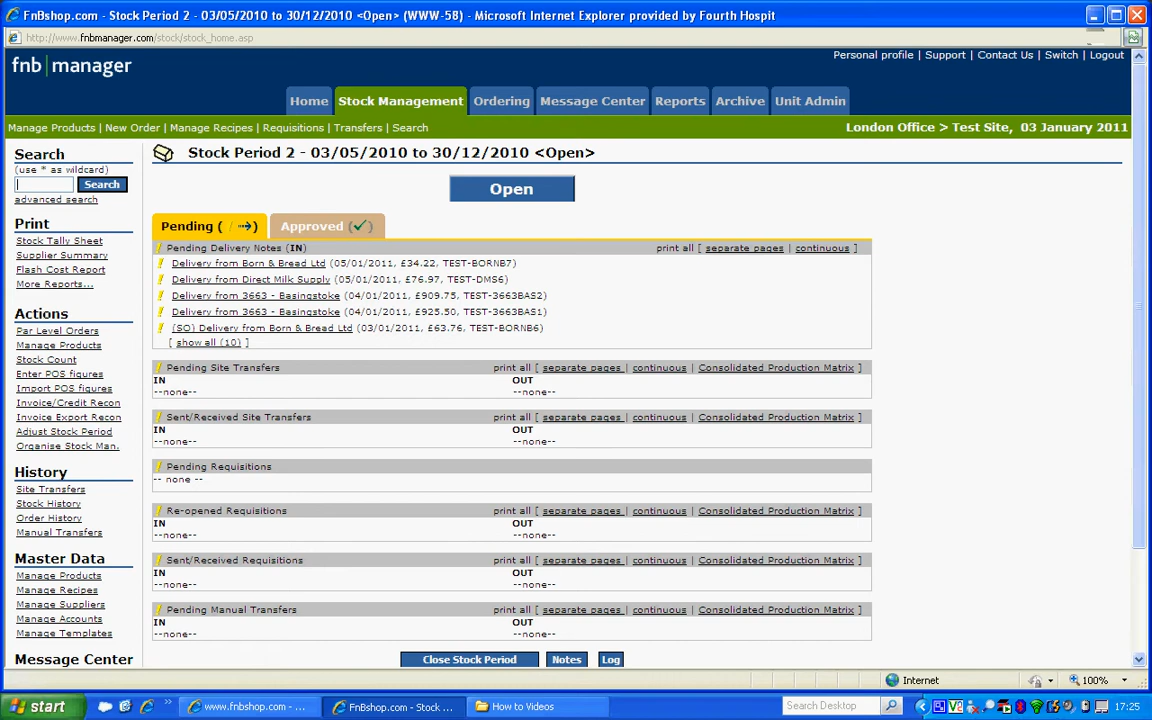 FnBshop.com - Stock Period 2 - 03/05/2010 to 30/12/2010 <Open> (WWW-58) - Microsoft Internet Explorer provided by Fourth Hospit
http://www.fnbmanager.com/stock/stock_home.asp
Personal profile | Support | Contact Us | Switch | Logout
fnb | manager
Home Stock Management Ordering Message Center Reports Archive Unit Admin
Manage Products | New Order | Manage Recipes | Requisitions | Transfers | Search London Office > Test Site, 03 January 2011
Search
(use * as wildcard)
Search
advanced search
Print
Stock Tally Sheet
Supplier Summary
Flash Cost Report
More Reports...
Actions
Par Level Orders
Manage Products
Stock Count
Enter POS figures
Import POS figures
Invoice/Credit Recon
Invoice Export Recon
Adjust Stock Period
Organise Stock Man.
History
Site Transfers
Stock History
Order History
Manual Transfers
Master Data
Manage Products
Manage Recipes
Manage Suppliers
Manage Accounts
Manage Templates
Message Center
Stock Period 2 - 03/05/2010 to 30/12/2010 <Open>
Open
Pending ( / ➔) Approved (✓)
Pending Delivery Notes (IN) print all [ separate pages | continuous ]
Delivery from Born & Bread Ltd (05/01/2011, £34.22, TEST-BORNB7)
Delivery from Direct Milk Supply (05/01/2011, £76.97, TEST-DMS6)
Delivery from 3663 - Basingstoke (04/01/2011, £909.75, TEST-3663BAS2)
Delivery from 3663 - Basingstoke (04/01/2011, £925.50, TEST-3663BAS1)
(SO) Delivery from Born & Bread Ltd (03/01/2011, £63.76, TEST-BORNB6)
[ show all (10) ]
Pending Site Transfers print all [ separate pages | continuous | Consolidated Production Matrix ]
IN OUT
--none-- --none--
Sent/Received Site Transfers print all [ separate pages | continuous | Consolidated Production Matrix ]
IN OUT
--none-- --none--
Pending Requisitions
-- none --
Re-opened Requisitions print all [ separate pages | continuous | Consolidated Production Matrix ]
IN OUT
--none-- --none--
Sent/Received Requisitions print all [ separate pages | continuous | Consolidated Production Matrix ]
IN OUT
--none-- --none--
Pending Manual Transfers print all [ separate pages | continuous | Consolidated Production Matrix ]
IN OUT
--none-- --none--
Close Stock Period Notes Log
Internet 100%
start www.fnbshop.com - ... FnBshop.com - Stock ... How to Videos Search Desktop 17:25